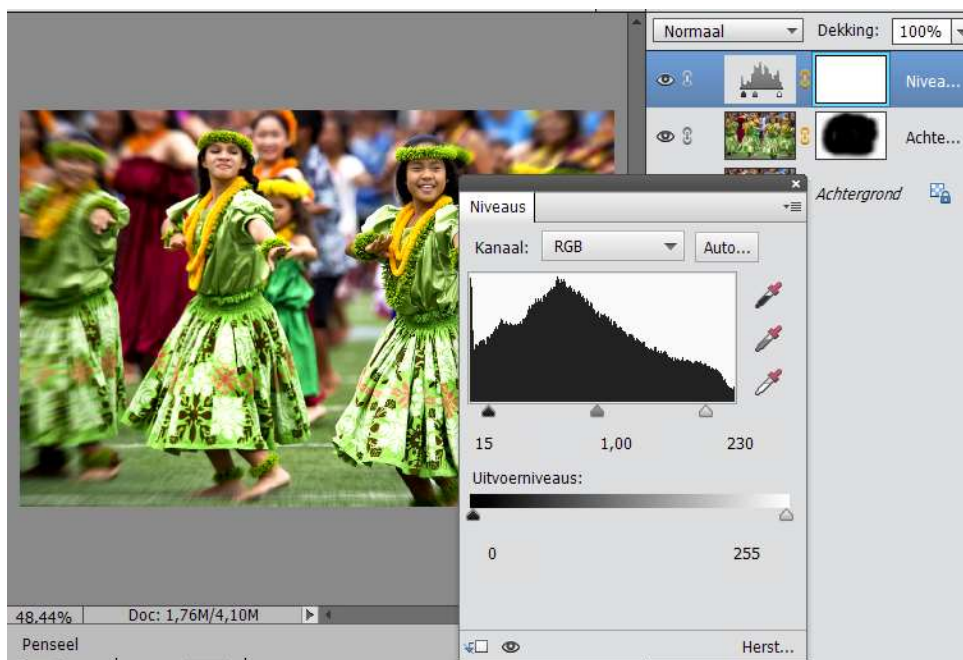 Normaal Dekking: 100%
Nivea...
Achte...
Achtergrond
Niveaus
Kanaal: RGB Auto...
15 1,00 230
Uitvoerniveaus:
0 255
48,44% Doc: 1,76M/4,10M
Penseel
Herst...